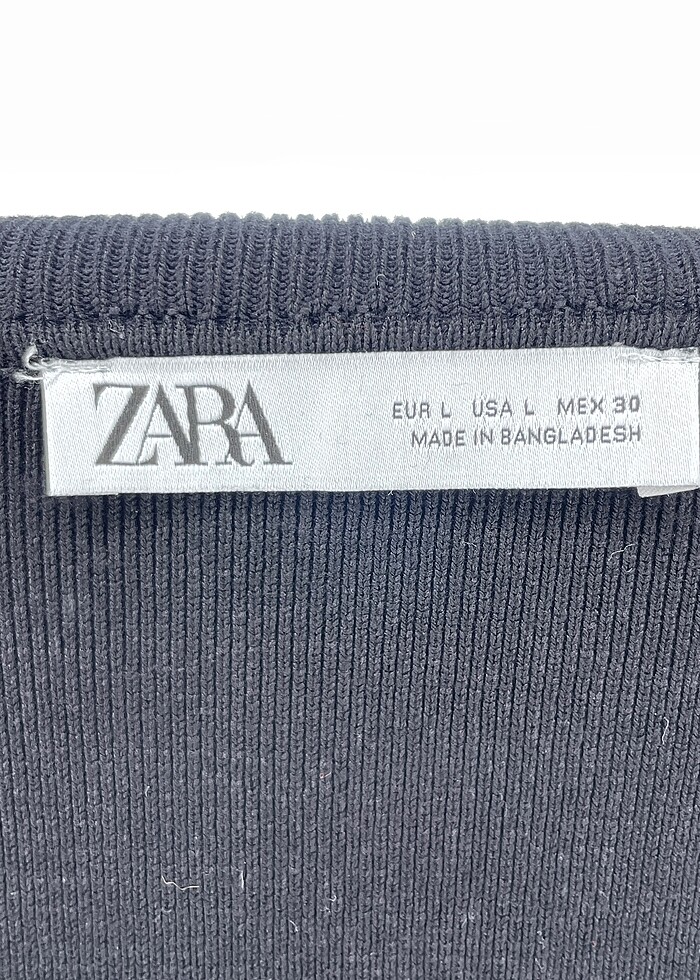 ZARA
EUR L USA L MEX 30
MADE IN BANGLADESH